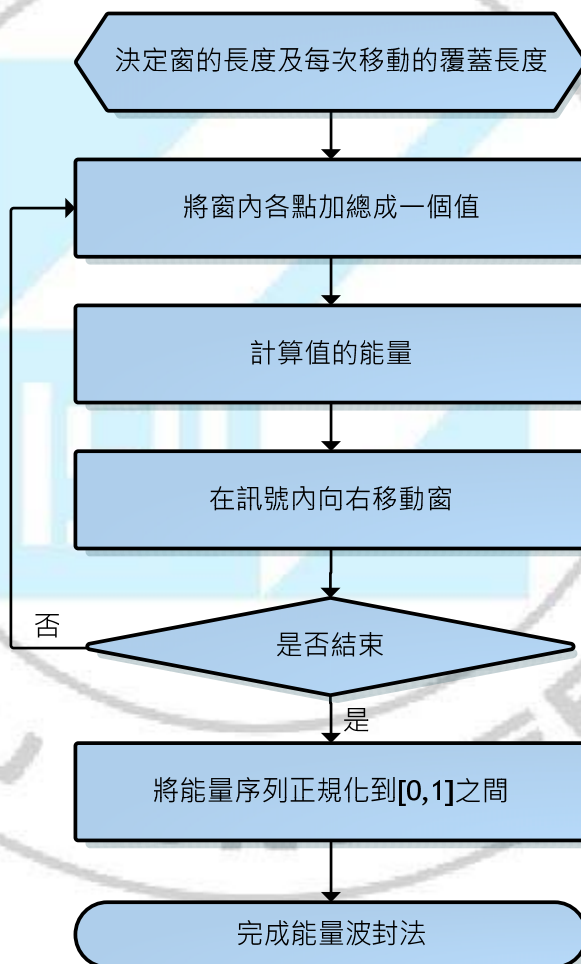 決定窗的長度及每次移動的覆蓋長度
將窗內各點加總成一個值
計算值的能量
在訊號內向右移動窗
否
是否結束
是
將能量序列正規化到[0,1]之間
完成能量波封法